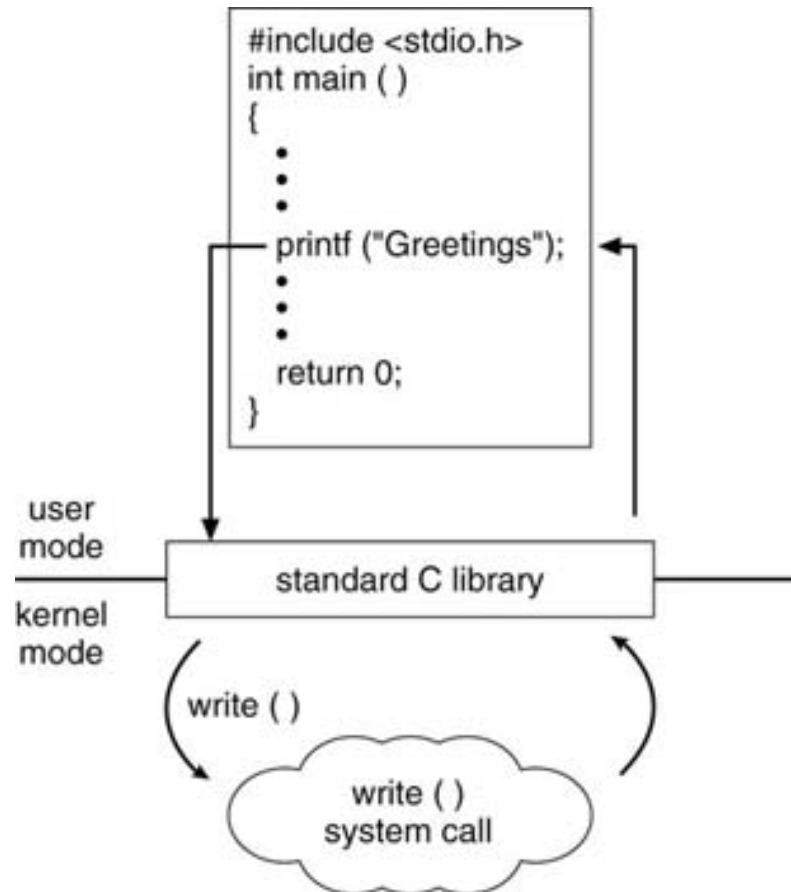 #include <stdio.h>
int main ( )
{
•
•
•
printf ("Greetings");
•
•
•
return 0;
}
user
mode
standard C library
kernel
mode
write ( )
write ( )
system call